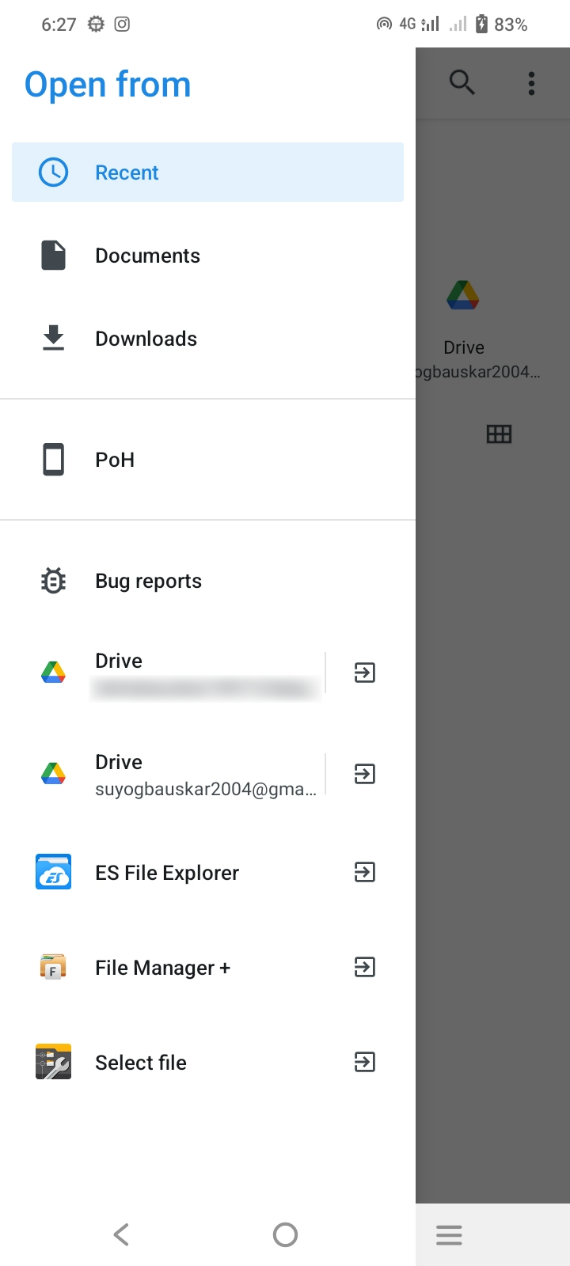 6:27
4G
83%
Open from
Recent
Documents
Downloads
Drive
ogbauskar2004...
PoH
Bug reports
Drive
Drive
suyogbauskar2004@gma...
ES File Explorer
File Manager +
Select file